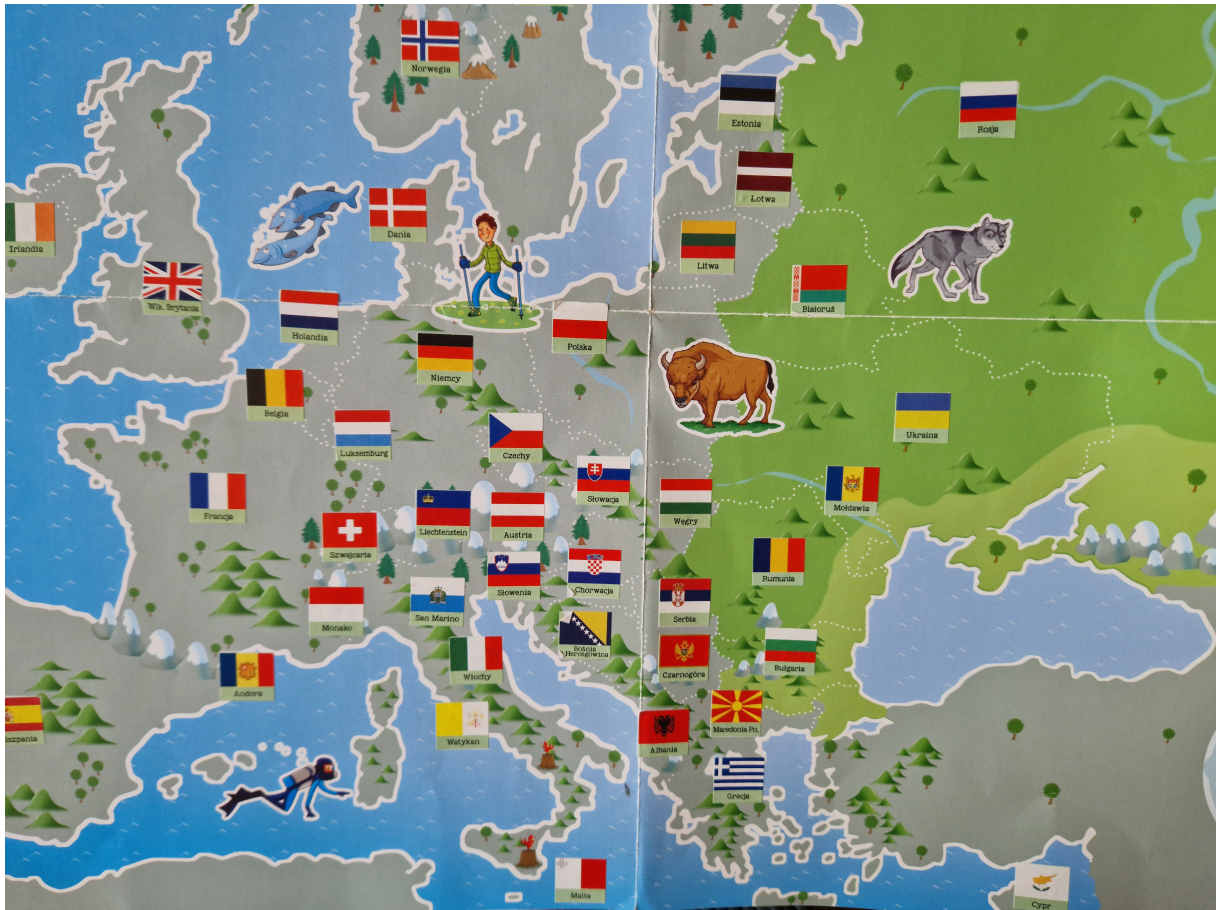 Norwegia
Estonia
Rosja
Łotwa
Irlandia
Dania
Litwa
Wlk. Brytania
Białoruś
Holandia
Polska
Niemcy
Belgia
Luksemburg
Czechy
Ukraina
Francja
Słowacja
Węgry
Mołdawia
Szwajcaria
Liechtenstein
Austria
Rumunia
Monako
San Marino
Słowenia
Chorwacja
Serbia
Bośnia
i Hercegowina
Włochy
Czarnogóra
Bułgaria
Andora
iszpania
Watykan
Albania
Macedonia Pn.
Grecja
Malta
Cypr